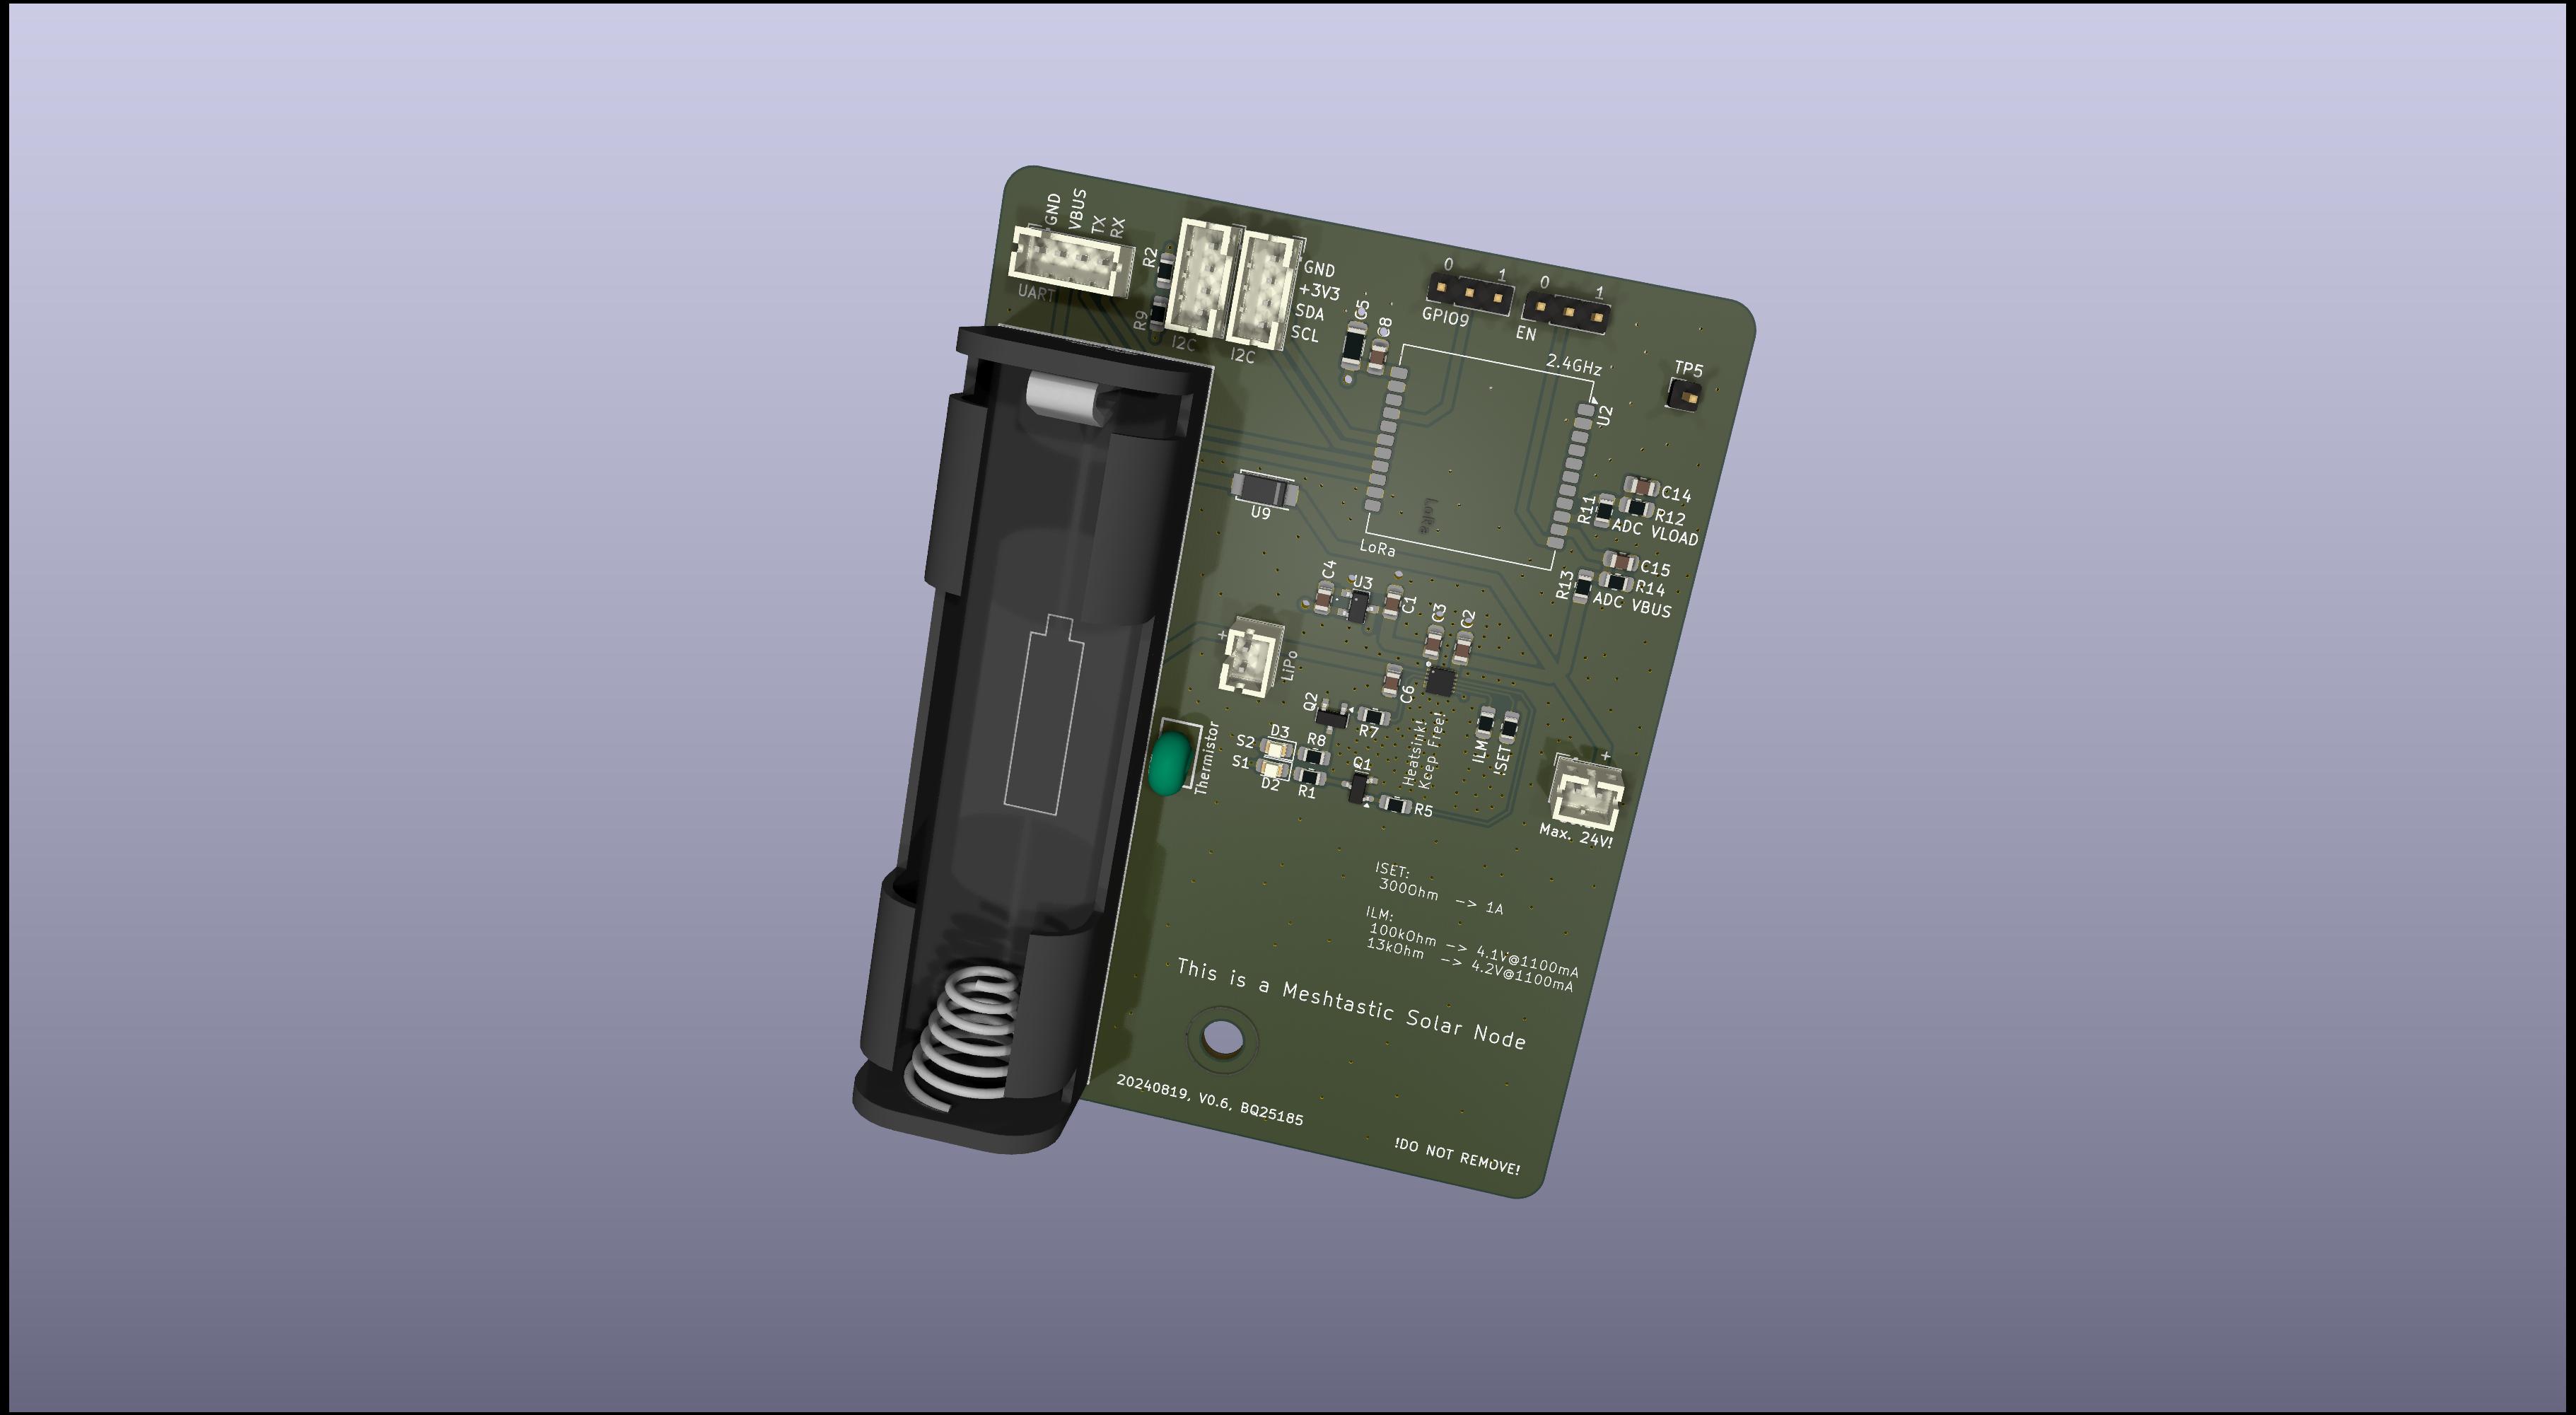 GND
VBUS
TX
RX
UART
R2
R9
I2C
I2C
GND
+3V3
SDA
SCL
C5
C8
0 1
GPIO9
0 1
EN
2.4GHz
U2
TP5
LoRa
LoRa
U9
C14
R11
R12
ADC VLOAD
C15
R13
R14
ADC VBUS
C4
U3
C1
C3
C2
C6
+
LiPo
Q2
R7
Thermistor
S2
D3
R8
S1
D2
R1
Q1
R5
Heatsink!
Keep Free!
ILM
ISET
+
Max. 24V!
ISET:
300Ohm -> 1A
ILM:
100kOhm -> 4.1V@1100mA
13kOhm -> 4.2V@1100mA
This is a Meshtastic Solar Node
20240819, V0.6, BQ25185
!DO NOT REMOVE!